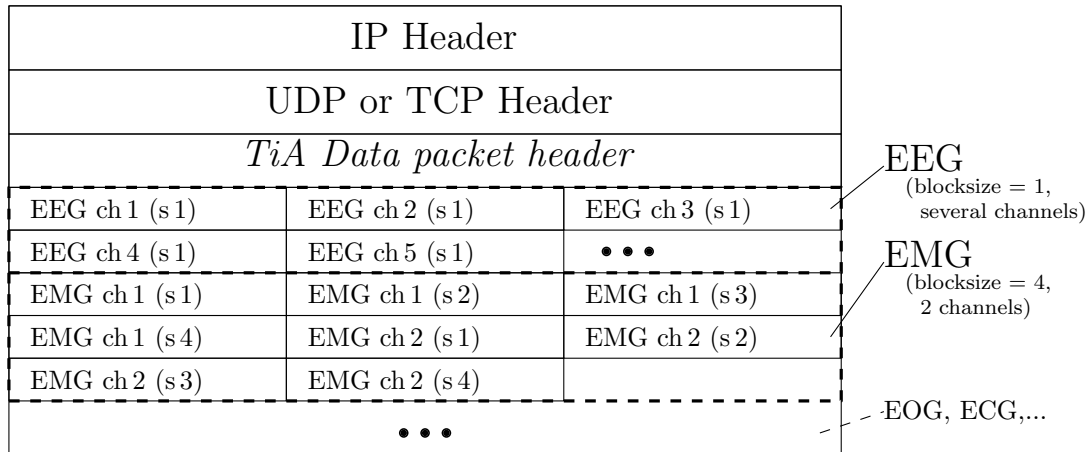 IP Header
UDP or TCP Header
TiA Data packet header
EEG ch 1 (s 1) EEG ch 2 (s 1) EEG ch 3 (s 1)
EEG ch 4 (s 1) EEG ch 5 (s 1) •••
EMG ch 1 (s 1) EMG ch 1 (s 2) EMG ch 1 (s 3)
EMG ch 1 (s 4) EMG ch 2 (s 1) EMG ch 2 (s 2)
EMG ch 2 (s 3) EMG ch 2 (s 4)
•••
EEG
(blocksize = 1,
several channels)
EMG
(blocksize = 4,
2 channels)
EOG, ECG,...